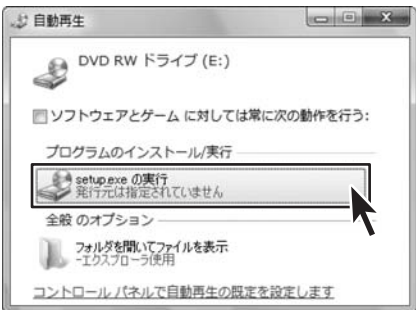 自動再生
DVD RW ドライブ (E:)
ソフトウェアとゲーム に対しては常に次の動作を行う:
プログラムのインストール/実行
setup.exe の実行
発行元は指定されていません
全般 のオプション
フォルダを開いてファイルを表示
-エクスプローラ使用
コントロール パネルで自動再生の既定を設定します